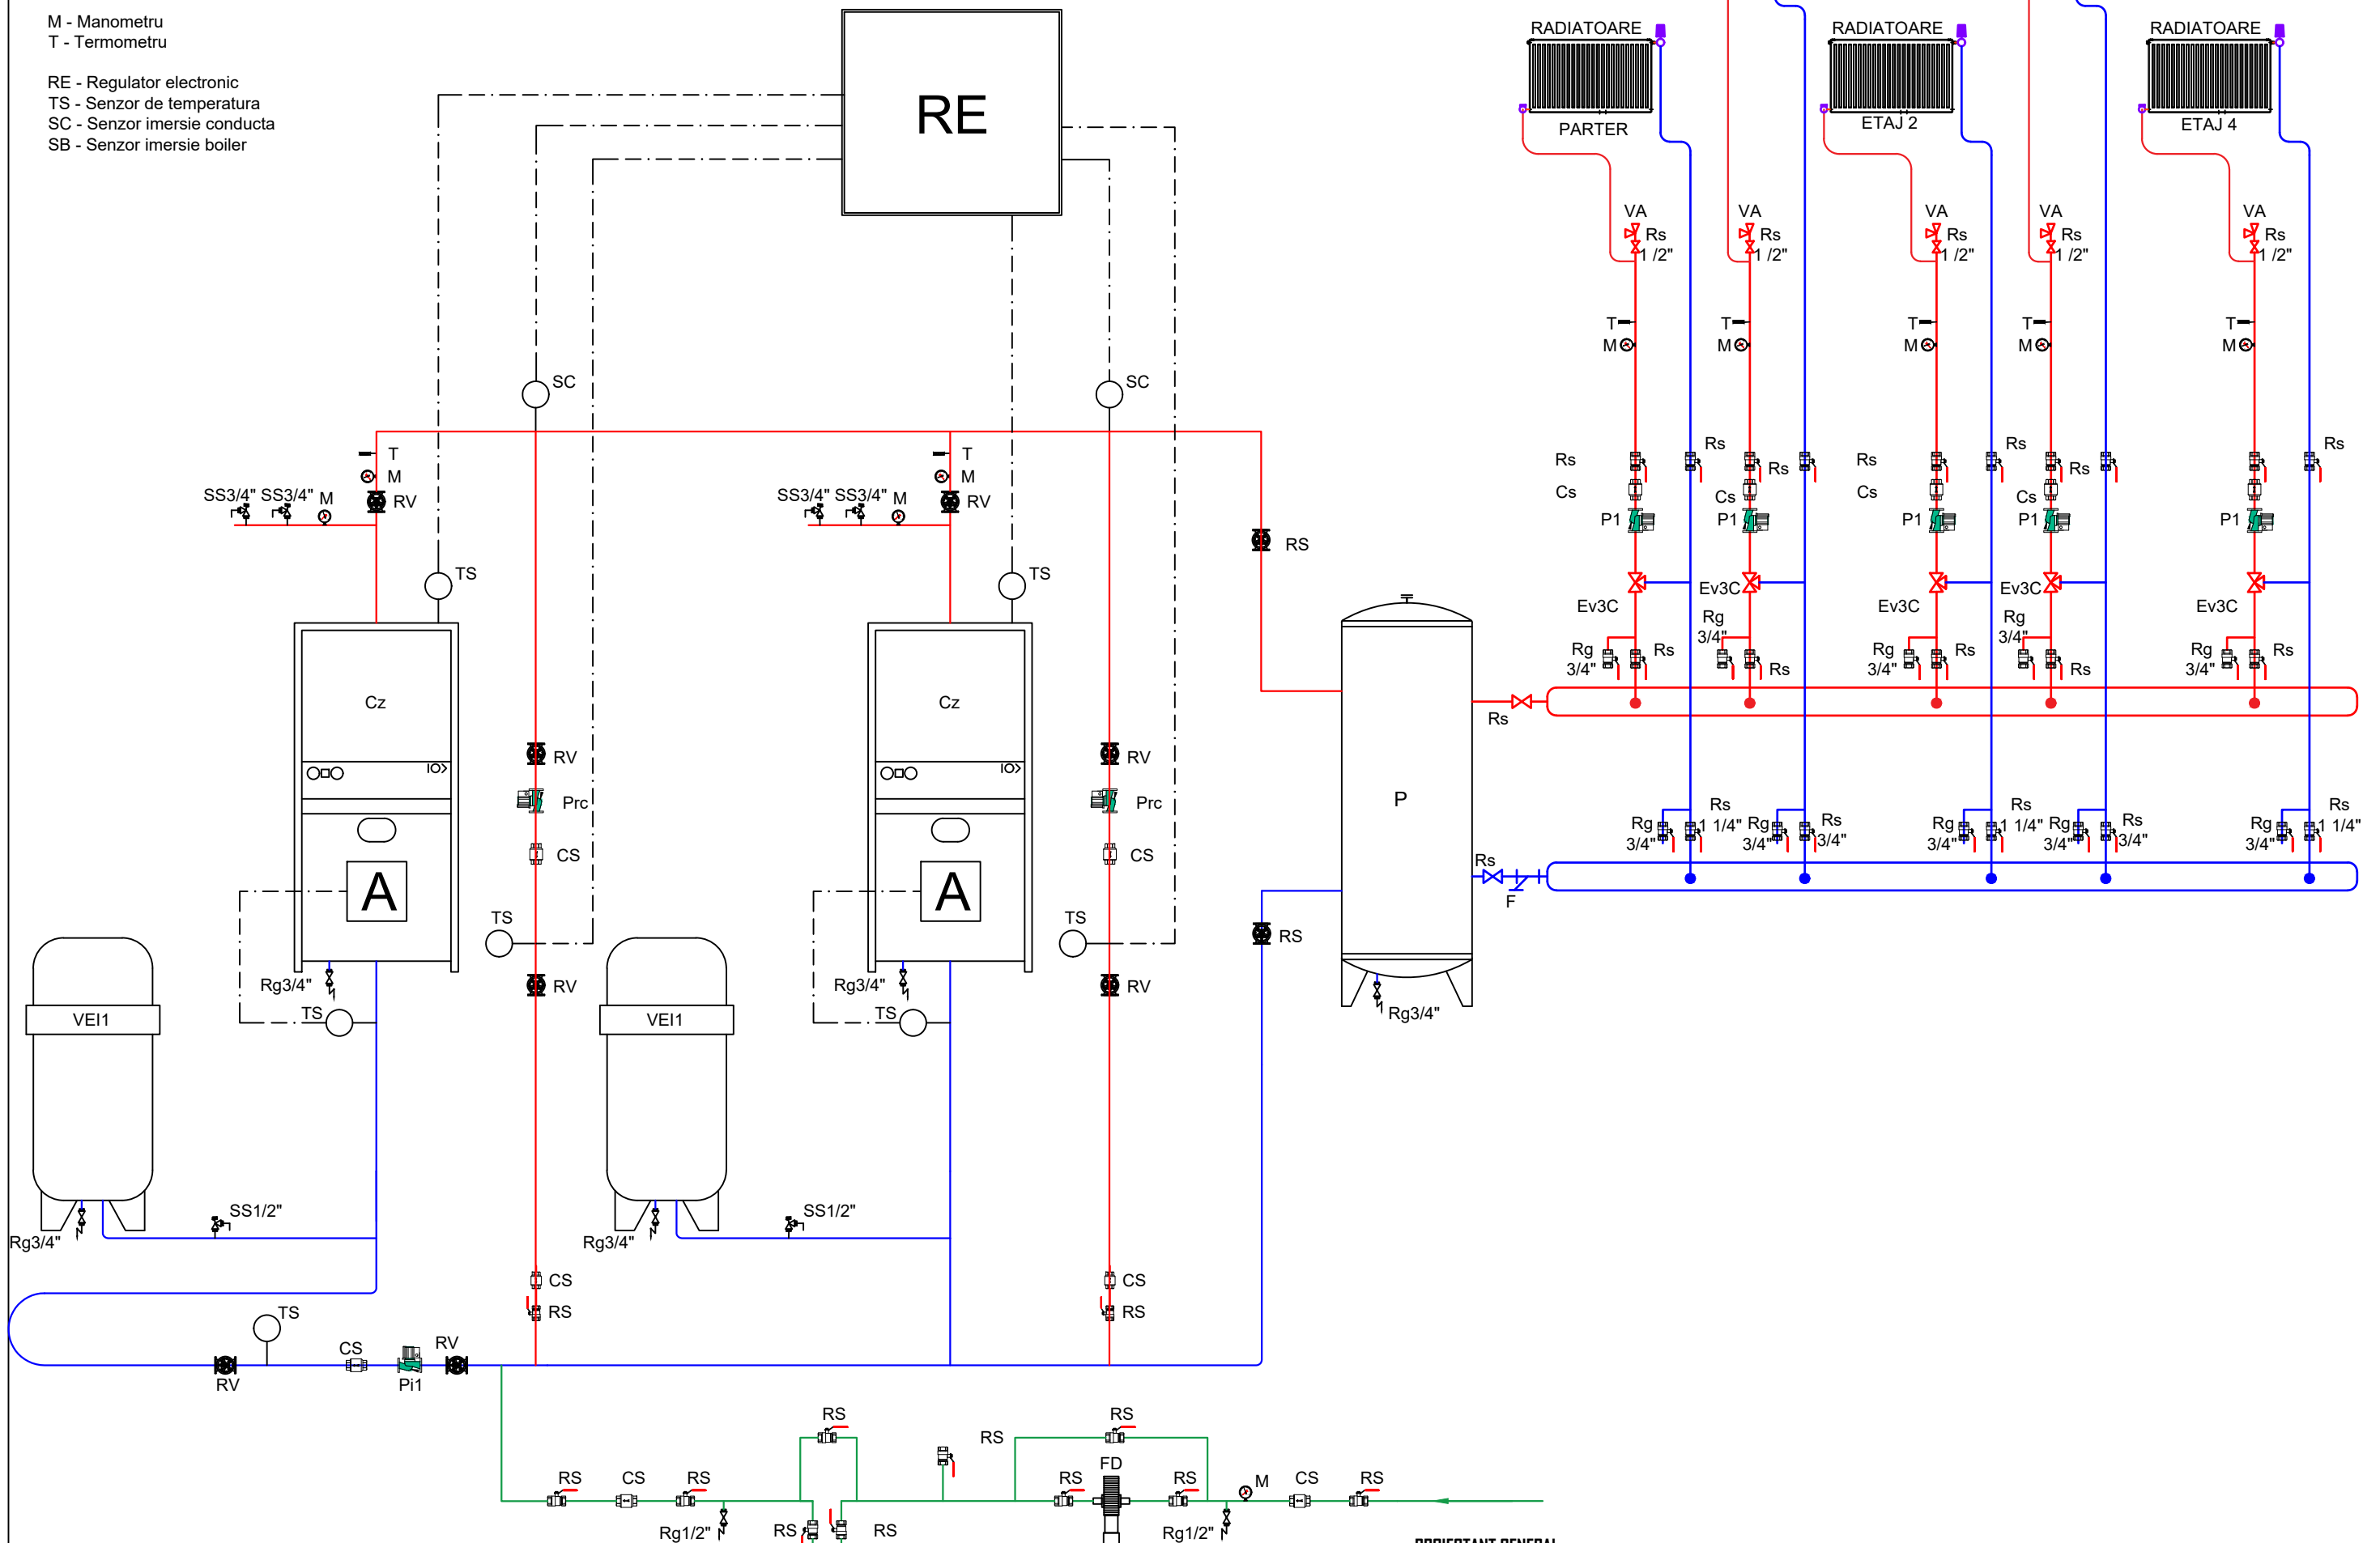 M - Manometru
T - Termometru
RE - Regulator electronic
TS - Senzor de temperatura
SC - Senzor imersie conducta
SB - Senzor imersie boiler
RE
RADIATOARE
RADIATOARE
RADIATOARE
PARTER
ETAJ 2
ETAJ 4
VA
VA
VA
VA
VA
Rs
Rs
Rs
Rs
Rs
1 /2"
1 /2"
1 /2"
1 /2"
1 /2"
T
T
T
T
T
M
M
M
M
M
SC
SC
T
T
M
M
SS3/4" SS3/4" M
RV
SS3/4" SS3/4" M
RV
Rs
Rs
Rs
Rs
Rs
Rs
Rs
Cs
Cs
Cs
Cs
P1
P1
P1
P1
P1
RS
TS
TS
Ev3C
Ev3C
Ev3C
Ev3C
Ev3C
Rg
3/4"
Rg
3/4"
Rg
3/4"
Rs
Rs
Rg
3/4"
Rs
Rs
Rg
3/4"
Rs
Cz
Cz
Rs
RV
RV
Prc
Prc
P
CS
CS
Rg
3/4"
Rs
1 1/4"
Rg
3/4"
Rs
3/4"
Rg
3/4"
Rs
1 1/4"
Rg
3/4"
Rs
3/4"
Rg
3/4"
Rs
1 1/4"
A
A
Rs
F
TS
TS
RS
Rg3/4"
RV
Rg3/4"
RV
Rg3/4"
VEI1
TS
VEI1
TS
SS1/2"
SS1/2"
Rg3/4"
Rg3/4"
CS
CS
RS
RS
TS
CS
RV
RV
Pi1
RS
RS
RS
RS
CS
RS
RS
FD
RS
M
CS
RS
Rg1/2"
RS
RS
Rg1/2"
PROIECTANT GENERAL